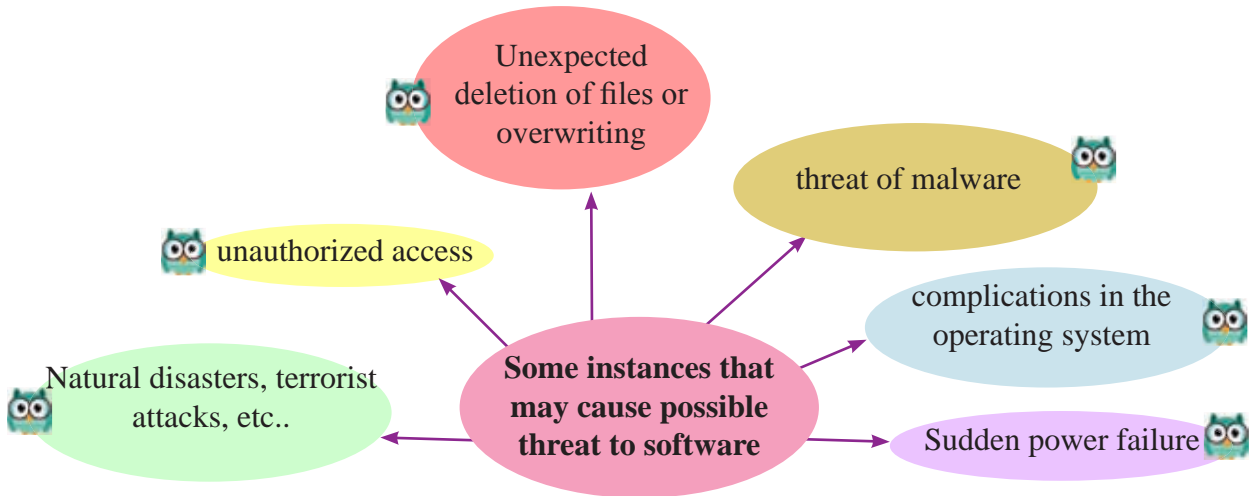 Unexpected
deletion of files or
overwriting
threat of malware
unauthorized access
complications in the
operating system
Natural disasters, terrorist
attacks, etc..
Some instances that
may cause possible
threat to software
Sudden power failure